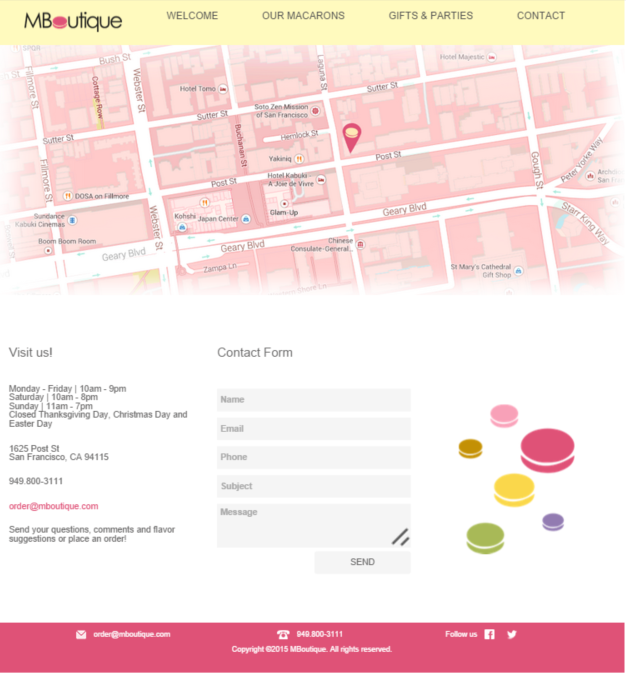 MBoutique
WELCOME
OUR MACARONS
GIFTS & PARTIES
CONTACT
Bush St
Fillmore St
Cottage Row
Webster St
Laguna St
Hotel Majestic
Hotel Tomo
Sutter St
Soto Zen Mission
of San Francisco
Sutter St
Hemlock St
Sutter St
Buchanan St
Yakiniq
Post St
Gough St
Peter Yorke Way
Fillmore St
Post St
Hotel Kabuki
A Joie de Vivre
DOSA on Fillmore
Glam-Up
Geary Blvd
Starr King Way
Sundance
Kabuki Cinemas
Webster St
Kohshi
Japan Center
Boom Boom Room
Geary Blvd
Geary Blvd
Chinese
Consulate-General...
Zampa Ln
St Mary's Cathedral
Gift Shop
Visit us!
Monday - Friday | 10am - 9pm
Saturday | 10am - 8pm
Sunday | 11am - 7pm
Closed Thanksgiving Day, Christmas Day and
Easter Day
1625 Post St
San Francisco, CA 94115
949.800-3111
order@mboutique.com
Send your questions, comments and flavor
suggestions or place an order!
Contact Form
Name
Email
Phone
Subject
Message
SEND
order@mboutique.com
949.800-3111
Follow us
Copyright ©2015 MBoutique. All rights reserved.